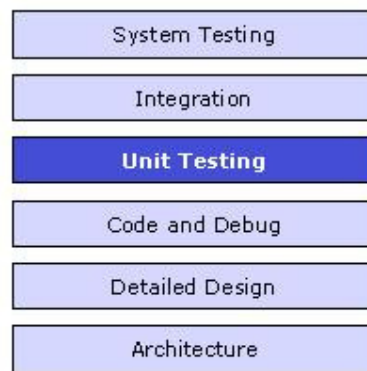 System Testing
Integration
Unit Testing
Code and Debug
Detailed Design
Architecture